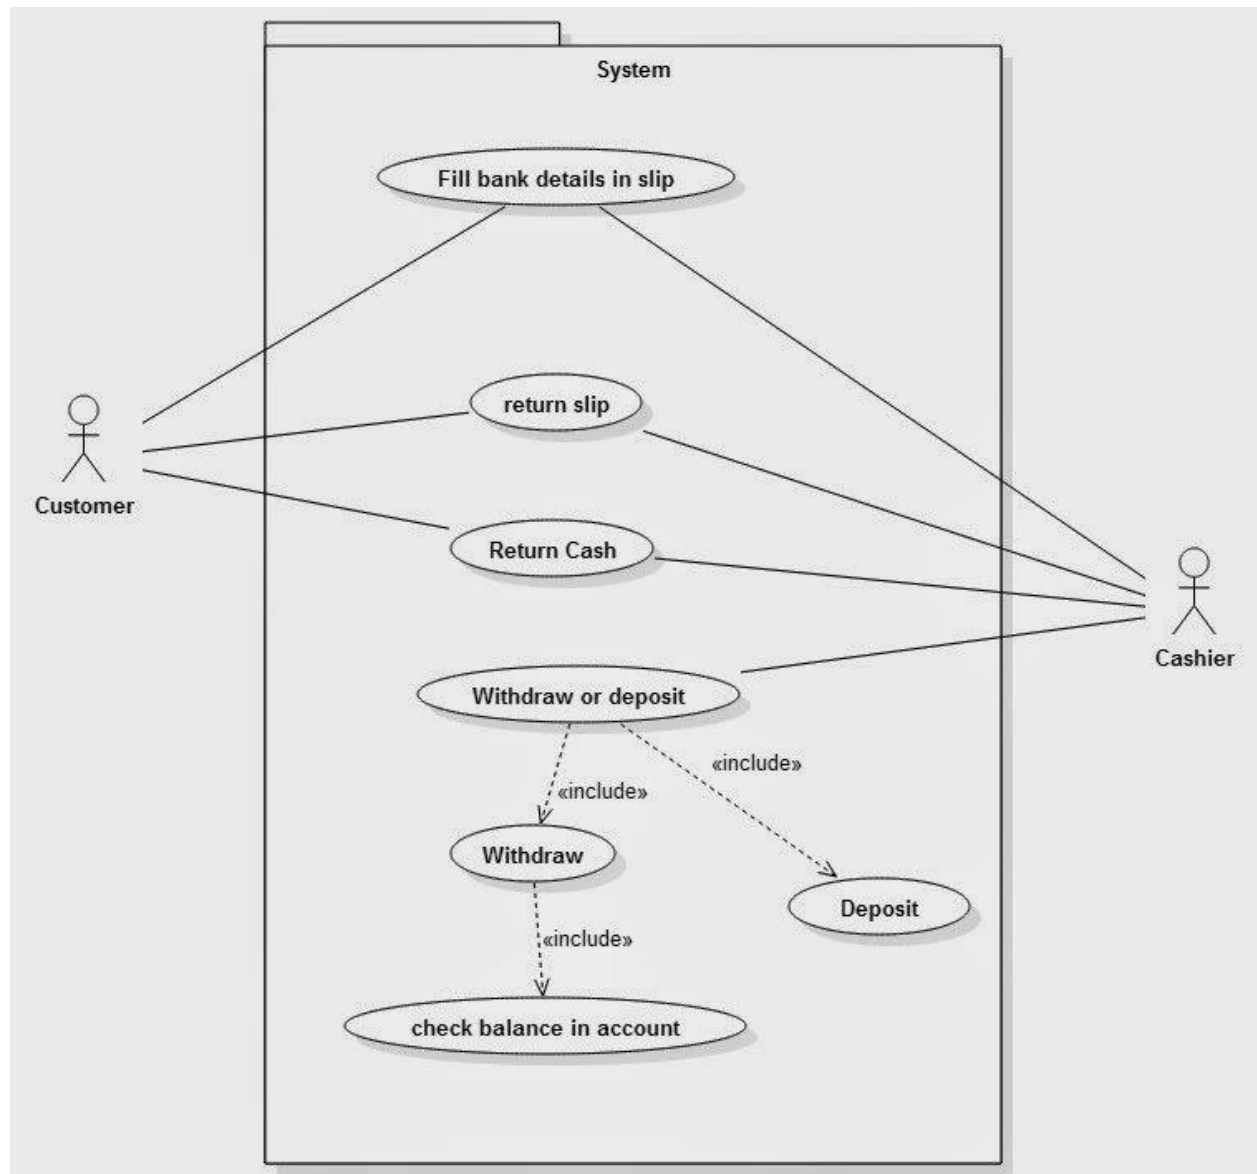 System
Fill bank details in slip
return slip
Customer
Return Cash
Cashier
Withdraw or deposit
«include»
«include»
Withdraw
Deposit
«include»
check balance in account